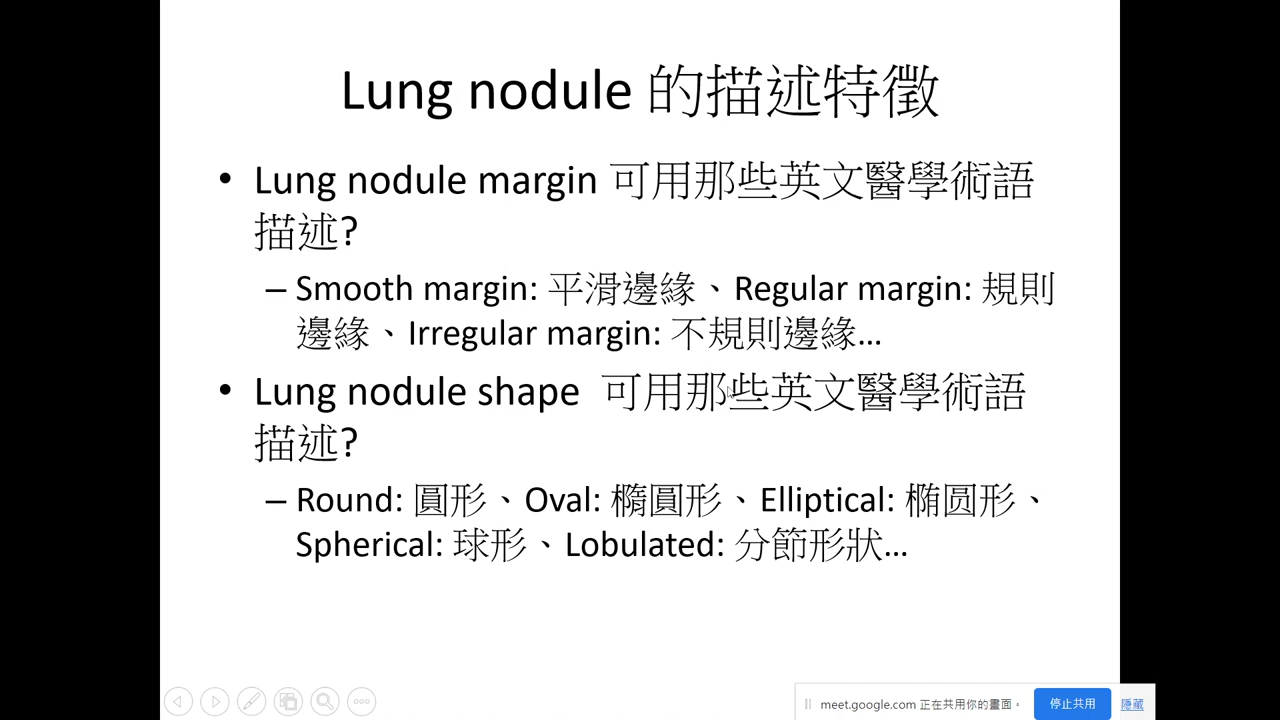 Lung nodule 的描述特徵
• Lung nodule margin 可用那些英文醫學術語
描述?
– Smooth margin: 平滑邊緣、Regular margin: 規則
邊緣、Irregular margin: 不規則邊緣…
• Lung nodule shape 可用那些英文醫學術語
描述?
– Round: 圓形、Oval: 橢圓形、Elliptical: 椭圆形、
Spherical: 球形、Lobulated: 分節形狀…
meet.google.com 正在共用你的畫面。 停止共用 隱藏